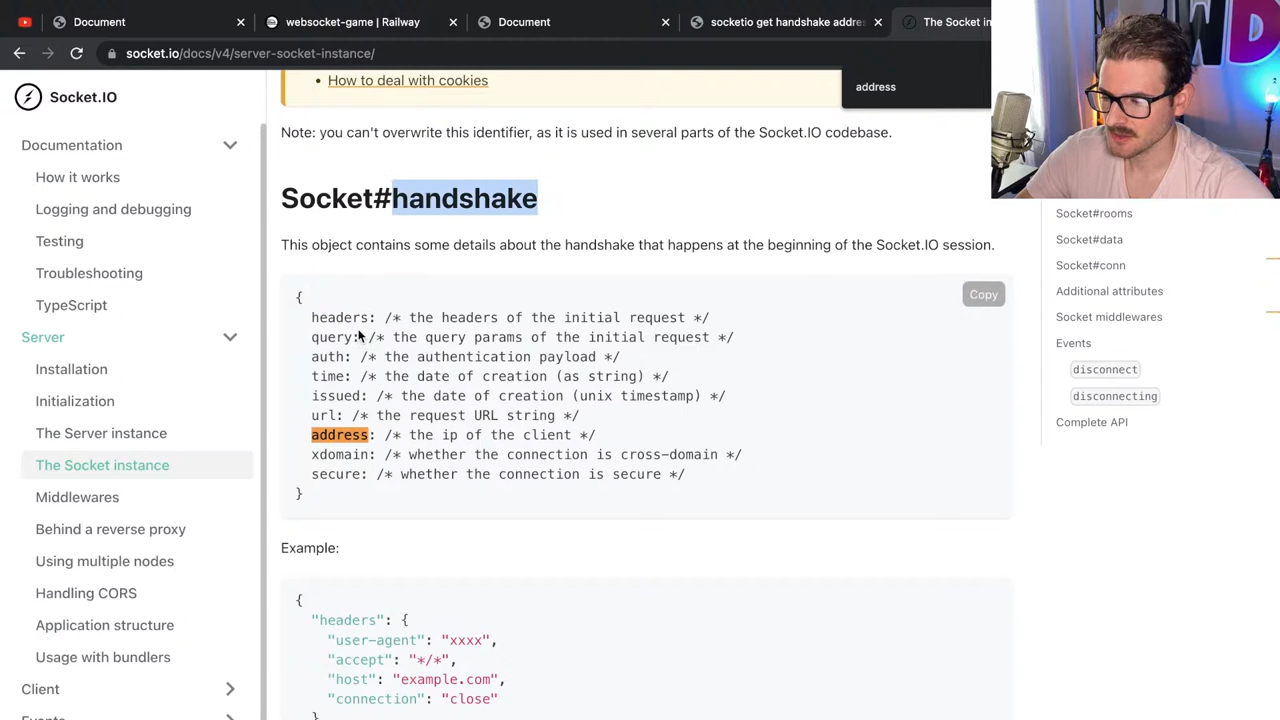 Document
websocket-game | Railway
Document
socketio get handshake addre
The Socket in
socket.io/docs/v4/server-socket-instance/
address
Socket.IO
Documentation
How it works
Logging and debugging
Testing
Troubleshooting
TypeScript
Server
Installation
Initialization
The Server instance
The Socket instance
Middlewares
Behind a reverse proxy
Using multiple nodes
Handling CORS
Application structure
Usage with bundlers
Client
• How to deal with cookies
Note: you can't overwrite this identifier, as it is used in several parts of the Socket.IO codebase.
Socket#handshake
This object contains some details about the handshake that happens at the beginning of the Socket.IO session.
Copy
{
headers: /* the headers of the initial request */
query: /* the query params of the initial request */
auth: /* the authentication payload */
time: /* the date of creation (as string) */
issued: /* the date of creation (unix timestamp) */
url: /* the request URL string */
address: /* the ip of the client */
xdomain: /* whether the connection is cross-domain */
secure: /* whether the connection is secure */
}
Example:
{
"headers": {
"user-agent": "xxxx",
"accept": "*/*",
"host": "example.com",
"connection": "close"
}
Socket#rooms
Socket#data
Socket#conn
Additional attributes
Socket middlewares
Events
disconnect
disconnecting
Complete API